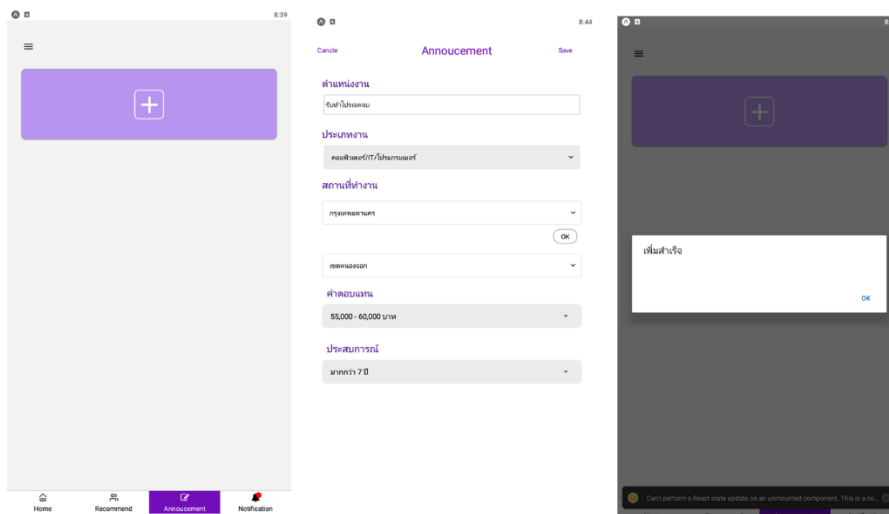 8:39
Home
Recommend
Annoucement
Notification
8:44
Cancle
Annoucement
Save
ตำแหน่งงาน
รับทำโปรเจคจบ
ประเภทงาน
คอมพิวเตอร์/IT/โปรแกรมเมอร์
สถานที่ทำงาน
กรุงเทพมหานคร
OK
เขตหนองจอก
ค่าตอบแทน
55,000 - 60,000 บาท
ประสบการณ์
มากกว่า 7 ปี
8
เพิ่มสำเร็จ
OK
Can't perform a React state update on an unmounted component. This is a no...